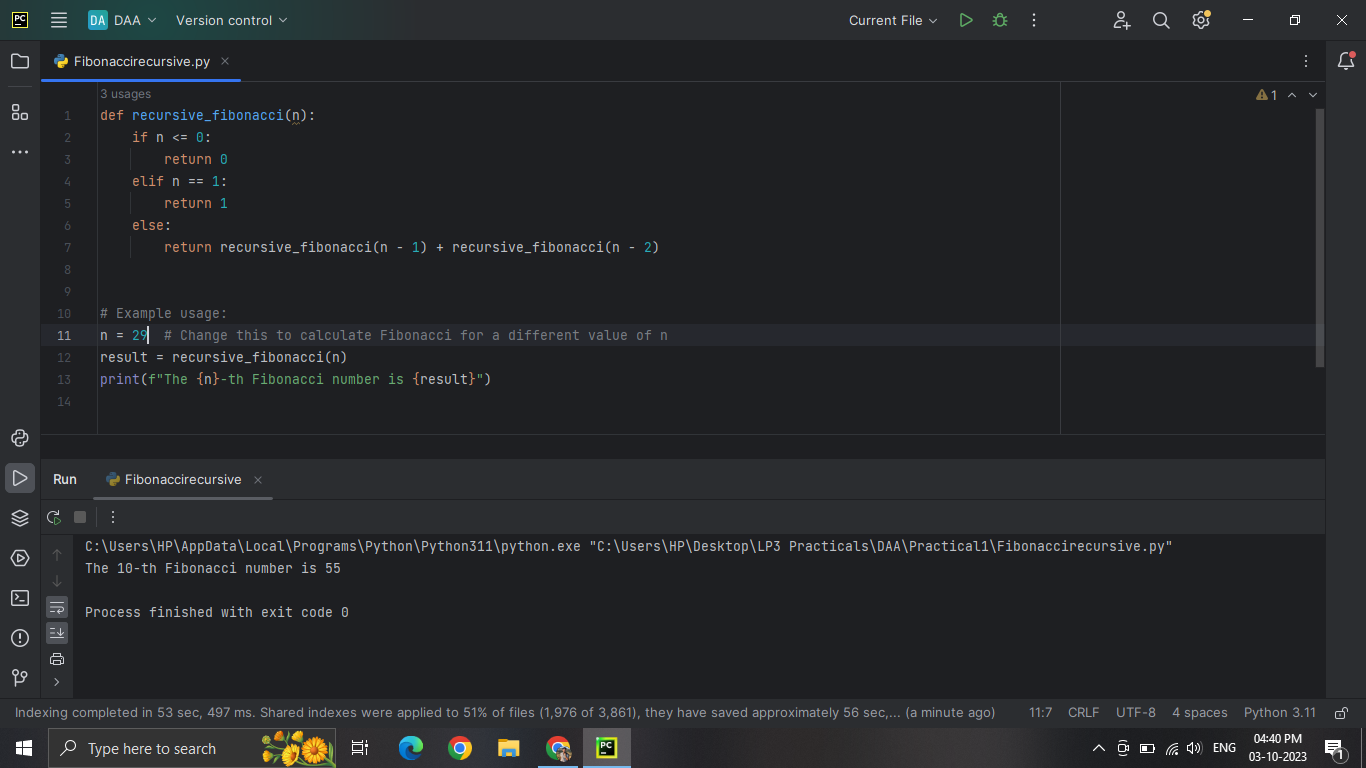 PC DA DAA Version control Current File
Fibonaccirecursive.py
3 usages
1
1 def recursive_fibonacci(n):
2     if n <= 0:
3         return 0
4     elif n == 1:
5         return 1
6     else:
7         return recursive_fibonacci(n - 1) + recursive_fibonacci(n - 2)
8
9
10 # Example usage:
11 n = 29  # Change this to calculate Fibonacci for a different value of n
12 result = recursive_fibonacci(n)
13 print(f"The {n}-th Fibonacci number is {result}")
14
Run Fibonaccirecursive
C:\Users\HP\AppData\Local\Programs\Python\Python311\python.exe "C:\Users\HP\Desktop\LP3 Practicals\DAA\Practical1\Fibonaccirecursive.py"
The 10-th Fibonacci number is 55
Process finished with exit code 0
Indexing completed in 53 sec, 497 ms. Shared indexes were applied to 51% of files (1,976 of 3,861), they have saved approximately 56 sec,... (a minute ago) 11:7 CRLF UTF-8 4 spaces Python 3.11
Type here to search PC ENG 04:40 PM
03-10-2023 1